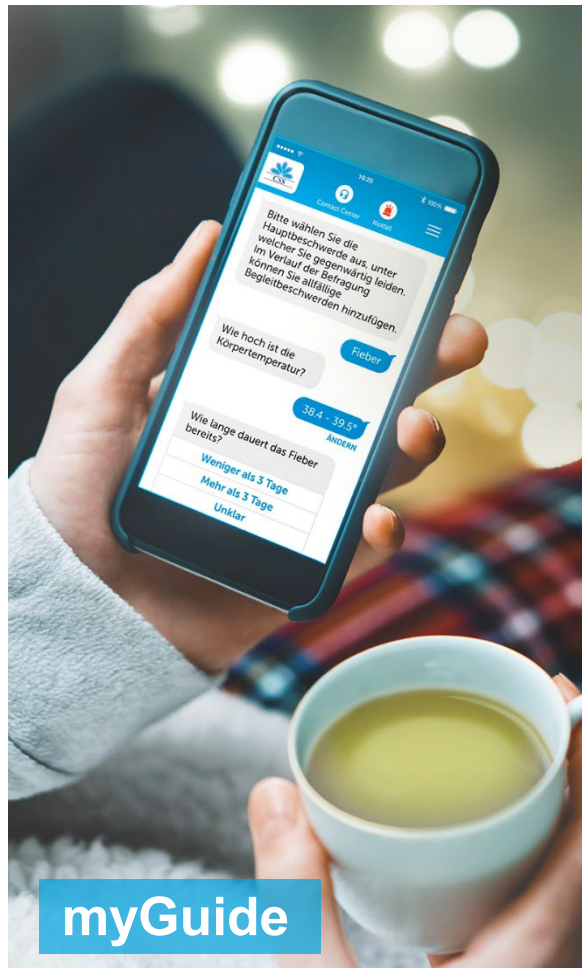 16:20
100%
CSS
Contact Center
Notfall
Bitte wählen Sie die
Hauptbeschwerde aus, unter
welcher Sie gegenwärtig leiden.
Im Verlauf der Befragung
können Sie allfällige
Begleitbeschwerden hinzufügen.
Fieber
Wie hoch ist die
Körpertemperatur?
38.4 - 39.5°
ÄNDERN
Wie lange dauert das Fieber
bereits?
Weniger als 3 Tage
Mehr als 3 Tage
Unklar
myGuide